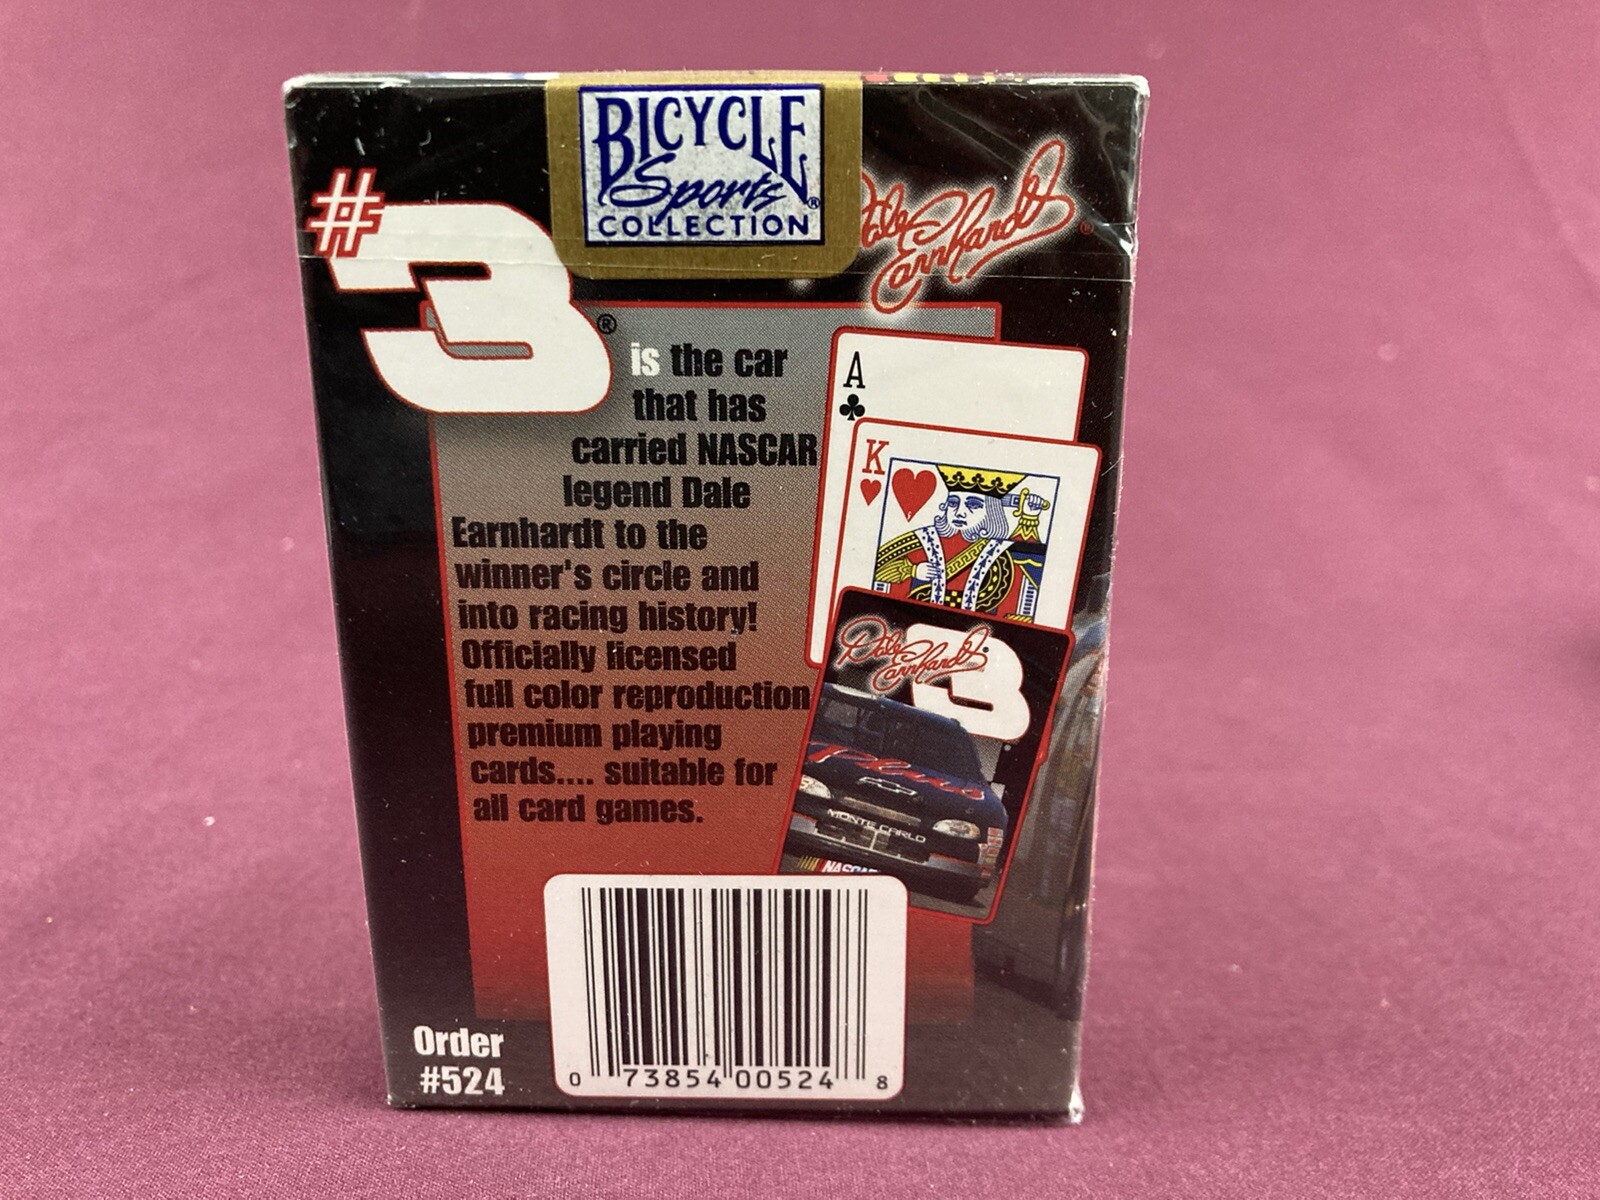 BICYCLE
Sports®
COLLECTION
#3®
Dale
Earnhardt®
is the car
that has
carried NASCAR
legend Dale
Earnhardt to the
winner's circle and
into racing history!
Officially licensed
full color reproduction
premium playing
cards.... suitable for
all card games.
A
K
Dale
Earnhardt
3
Plus
MONTE CARLO
NASCAR
Order
#524
0 73854 00524 8